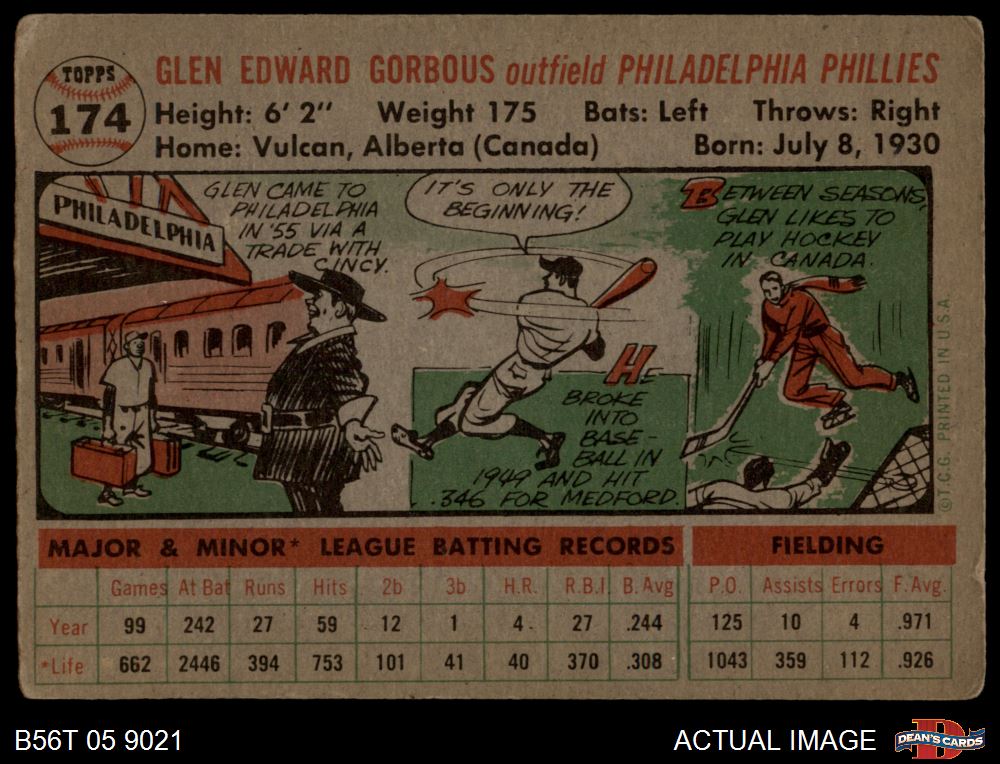 TOPPS
174
GLEN EDWARD GORBOUS outfield PHILADELPHIA PHILLIES
Height: 6' 2" Weight 175 Bats: Left Throws: Right
Home: Vulcan, Alberta (Canada) Born: July 8, 1930
PHILADELPHIA
GLEN CAME TO
PHILADELPHIA
IN '55 VIA A
TRADE WITH
CINCY.
IT'S ONLY THE
BEGINNING!
HE
BROKE
INTO
BASE-
BALL IN
1949 AND HIT
.346 FOR MEDFORD.
BETWEEN SEASONS,
GLEN LIKES TO
PLAY HOCKEY
IN CANADA.
©T.C.G. PRINTED IN U.S.A.
MAJOR & MINOR* LEAGUE BATTING RECORDS FIELDING
Games At Bat Runs Hits 2b 3b H.R. R.B.I. B. Avg P.O. Assists Errors F. Avg.
Year 99 242 27 59 12 1 4 27 .244 125 10 4 .971
*Life 662 2446 394 753 101 41 40 370 .308 1043 359 112 .926
B56T 05 9021 ACTUAL IMAGE DEAN'S CARDS